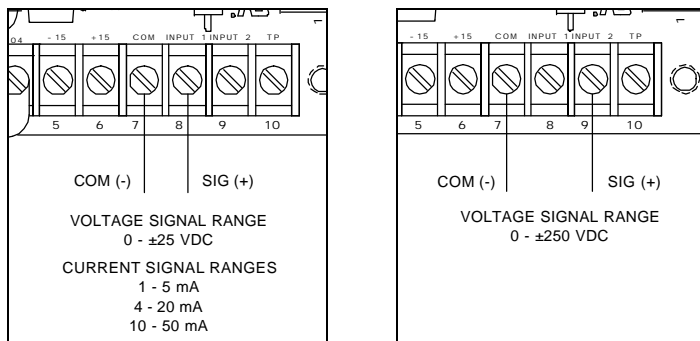 04 - 15 +15 COM INPUT 1 INPUT 2 TP
1
5 6 7 8 9 10
COM (-) SIG (+)
VOLTAGE SIGNAL RANGE
0 - ±25 VDC
CURRENT SIGNAL RANGES
1 - 5 mA
4 - 20 mA
10 - 50 mA
- 15 +15 COM INPUT 1 INPUT 2 TP
1
5 6 7 8 9 10
COM (-) SIG (+)
VOLTAGE SIGNAL RANGE
0 - ±250 VDC